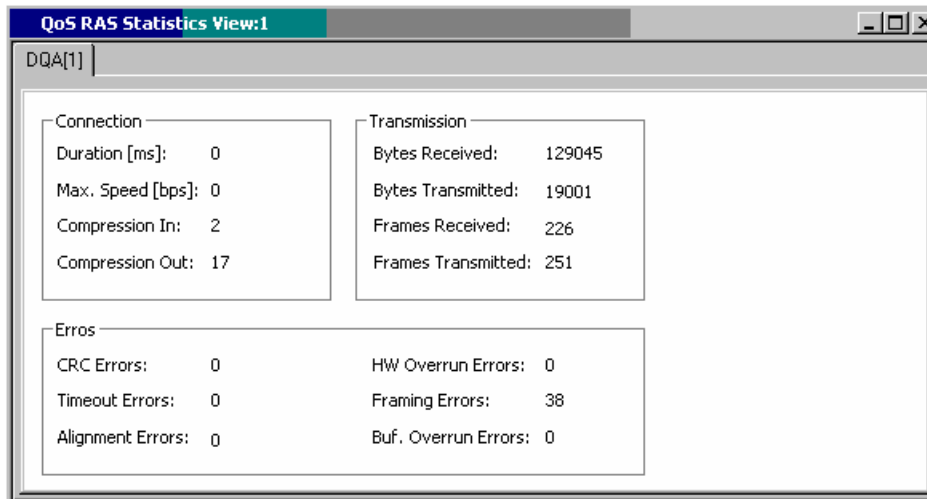 QoS RAS Statistics View:1
DQA[1]
Connection
Duration [ms]: 0
Max. Speed [bps]: 0
Compression In: 2
Compression Out: 17
Transmission
Bytes Received: 129045
Bytes Transmitted: 19001
Frames Received: 226
Frames Transmitted: 251
Erros
CRC Errors: 0
Timeout Errors: 0
Alignment Errors: 0
HW Overrun Errors: 0
Framing Errors: 38
Buf. Overrun Errors: 0